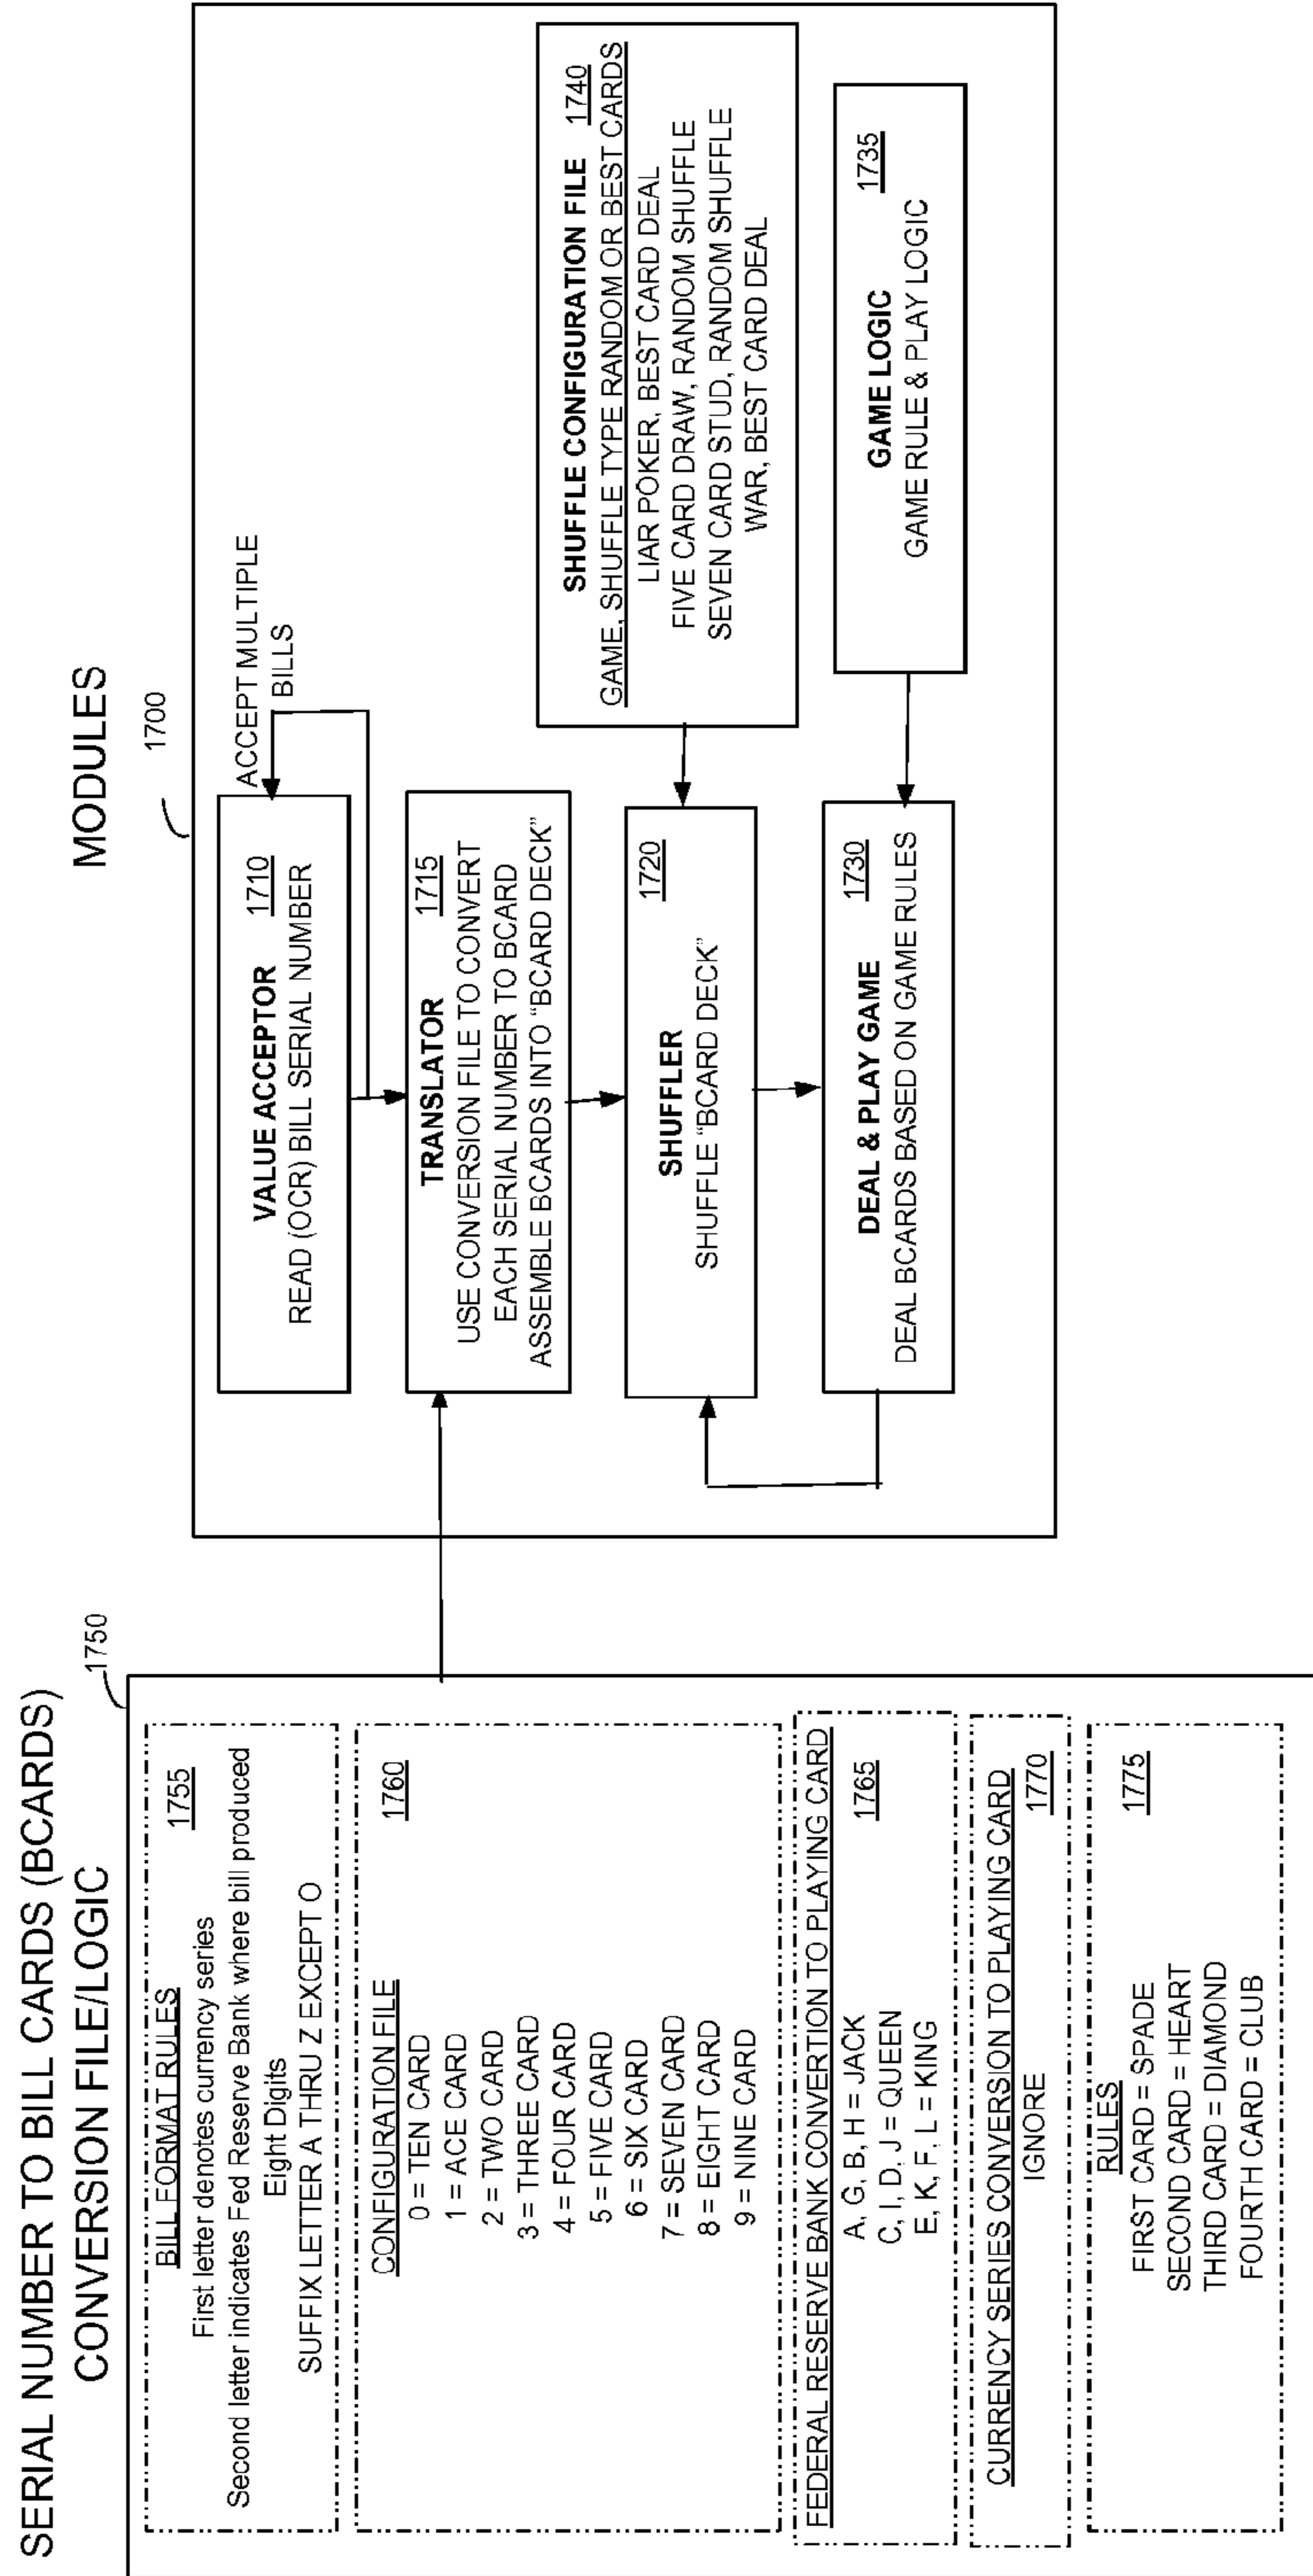 SERIAL NUMBER TO BILL CARDS (BCARDS)
CONVERSION FILE/LOGIC
1750
BILL FORMAT RULES
1755
First letter denotes currency series
Second letter indicates Fed Reserve Bank where bill produced
Eight Digits
SUFFIX LETTER A THRU Z EXCEPT O
CONFIGURATION FILE
1760
0 = TEN CARD
1 = ACE CARD
2 = TWO CARD
3 = THREE CARD
4 = FOUR CARD
5 = FIVE CARD
6 = SIX CARD
7 = SEVEN CARD
8 = EIGHT CARD
9 = NINE CARD
FEDERAL RESERVE BANK CONVERTION TO PLAYING CARD
1765
A, G, B, H = JACK
C, I, D, J = QUEEN
E, K, F, L = KING
CURRENCY SERIES CONVERSION TO PLAYING CARD
IGNORE
1770
RULES
1775
FIRST CARD = SPADE
SECOND CARD = HEART
THIRD CARD = DIAMOND
FOURTH CARD = CLUB
MODULES
1700
ACCEPT MULTIPLE
BILLS
VALUE ACCEPTOR 1710
READ (OCR) BILL SERIAL NUMBER
TRANSLATOR 1715
USE CONVERSION FILE TO CONVERT
EACH SERIAL NUMBER TO BCARD
ASSEMBLE BCARDS INTO “BCARD DECK”
SHUFFLER 1720
SHUFFLE “BCARD DECK”
DEAL & PLAY GAME 1730
DEAL BCARDS BASED ON GAME RULES
SHUFFLE CONFIGURATION FILE 1740
GAME, SHUFFLE TYPE RANDOM OR BEST CARDS
LIAR POKER, BEST CARD DEAL
FIVE CARD DRAW, RANDOM SHUFFLE
SEVEN CARD STUD, RANDOM SHUFFLE
WAR, BEST CARD DEAL
GAME LOGIC 1735
GAME RULE & PLAY LOGIC